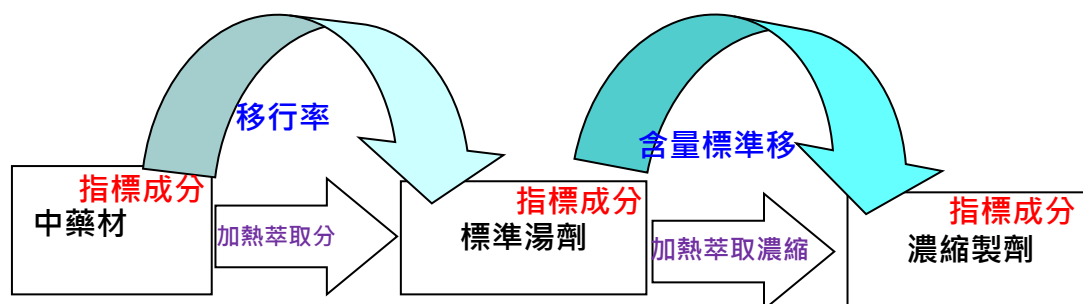 移行率
含量標準移
指標成分
中藥材
加熱萃取分
指標成分
標準湯劑
加熱萃取濃縮
指標成分
濃縮製劑